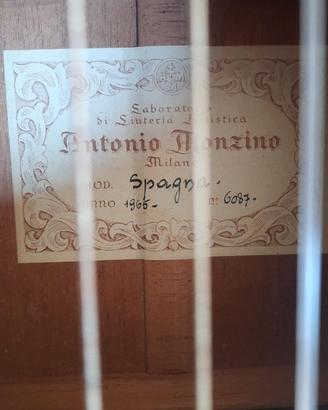 A M M
Laboratorio
di Liuteria Artistica
Antonio Monzino
Milano
MOD. Spagna.
ANNO 1965- N. 6087-